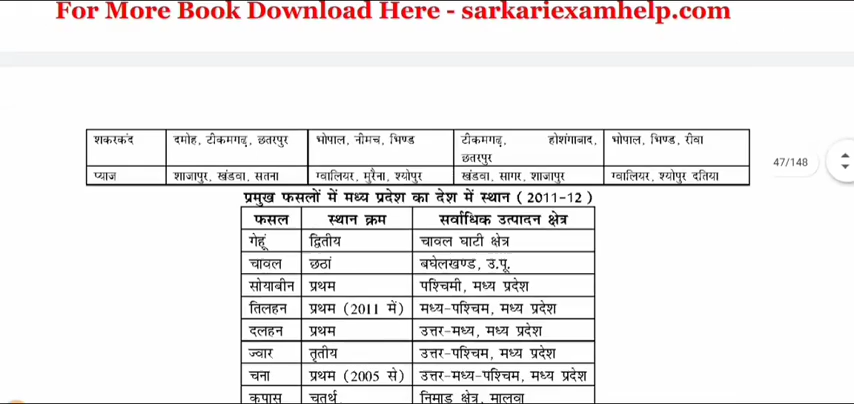 For More Book Download Here - sarkariexamhelp.com
शकरकंद दमोह, टीकमगढ़, छतरपुर भोपाल, नीमच, भिण्ड टीकमगढ़, होशंगाबाद, छतरपुर भोपाल, भिण्ड, रीवा
प्याज शाजापुर, खंडवा, सतना ग्वालियर, मुरैना, श्योपुर खंडवा, सागर, शाजापुर ग्वालियर, श्योपुर दतिया
47/148
प्रमुख फसलों में मध्य प्रदेश का देश में स्थान ( 2011-12 )
फसल स्थान क्रम सर्वाधिक उत्पादन क्षेत्र
गेहूं द्वितीय चावल घाटी क्षेत्र
चावल छठां बघेलखण्ड, उ.पू.
सोयाबीन प्रथम पश्चिमी, मध्य प्रदेश
तिलहन प्रथम (2011 में) मध्य-पश्चिम, मध्य प्रदेश
दलहन प्रथम उत्तर-मध्य, मध्य प्रदेश
ज्वार तृतीय उत्तर-पश्चिम, मध्य प्रदेश
चना प्रथम (2005 से) उत्तर-मध्य-पश्चिम, मध्य प्रदेश
कपास चतुर्थ निमाड़ क्षेत्र, मालवा